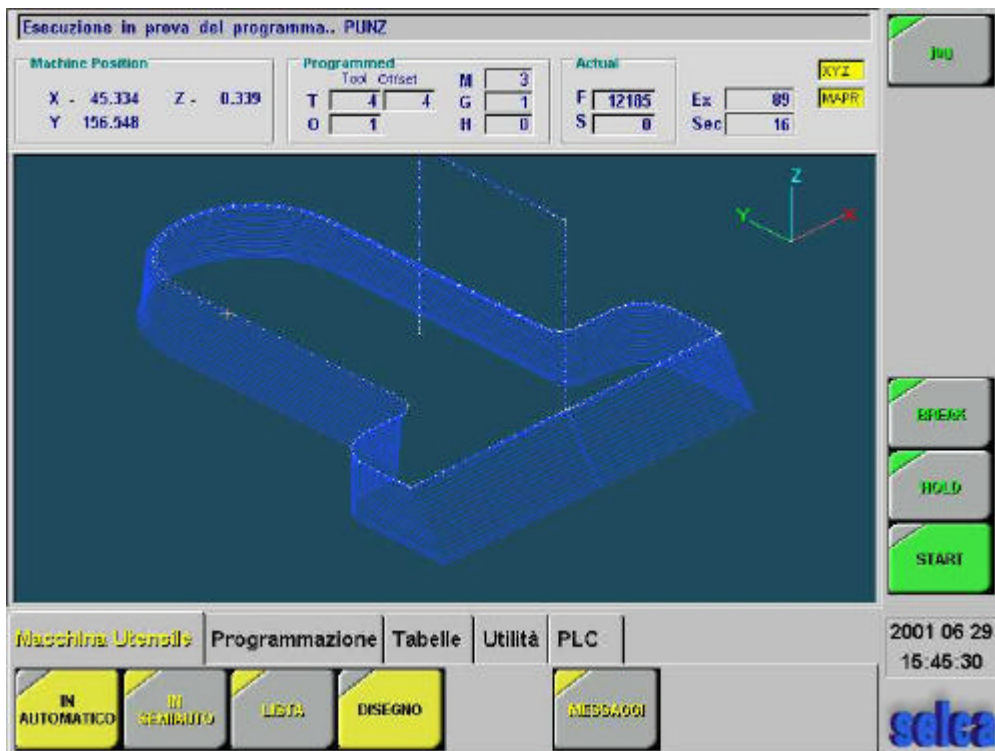 Esecuzione in prova del programma.. PUNZ
Machine Position
X - 45.334 Z - 0.339
Y 156.548
Programmed
Tool Offset
T 4 4
O 1
M 3
G 1
H 0
Actual
F 12185
S 0
Ex 89
Sec 16
XYZ
MAPR
JOG
Z
Y
X
BREAK
HOLD
START
Macchina Utensile
Programmazione
Tabelle
Utilità
PLC
IN AUTOMATICO
IN SEMIAUTO
LISTA
DISEGNO
MESSAGGI
2001 06 29
15:45:30
selca